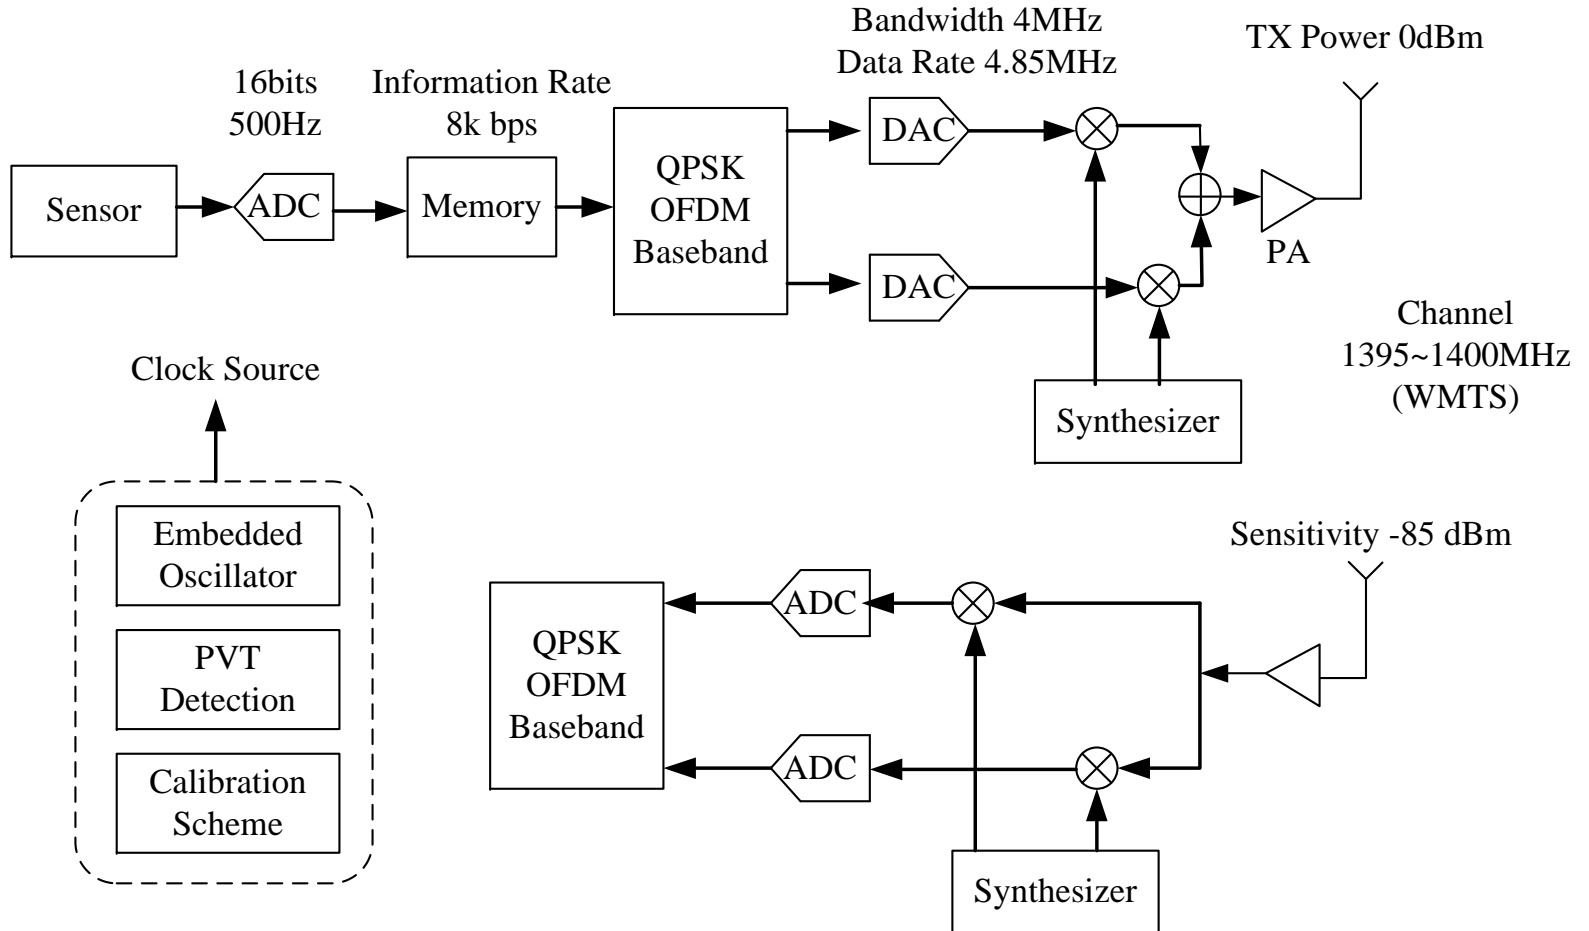 Bandwidth 4MHz
Data Rate 4.85MHz
TX Power 0dBm
16bits
500Hz
Information Rate
8k bps
Sensor
ADC
Memory
QPSK
OFDM
Baseband
DAC
DAC
PA
Synthesizer
Channel
1395~1400MHz
(WMTS)
Clock Source
Embedded
Oscillator
PVT
Detection
Calibration
Scheme
Sensitivity -85 dBm
QPSK
OFDM
Baseband
ADC
ADC
Synthesizer